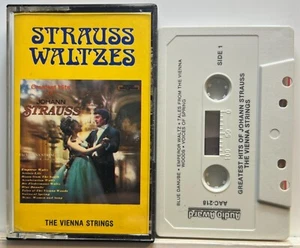 STRAUSS
WALTZES
JOHANN
STRAUSS
THE VIENNA STRINGS
SIDE 1
BLUE DANUBE • EMPEROR WALTZ • TALES FROM THE VIENNA
WOODS • VOICES OF SPRING
GREATEST HITS OF JOHANN STRAUSS
THE VIENNA STRINGS
AAC-218
Audio Award